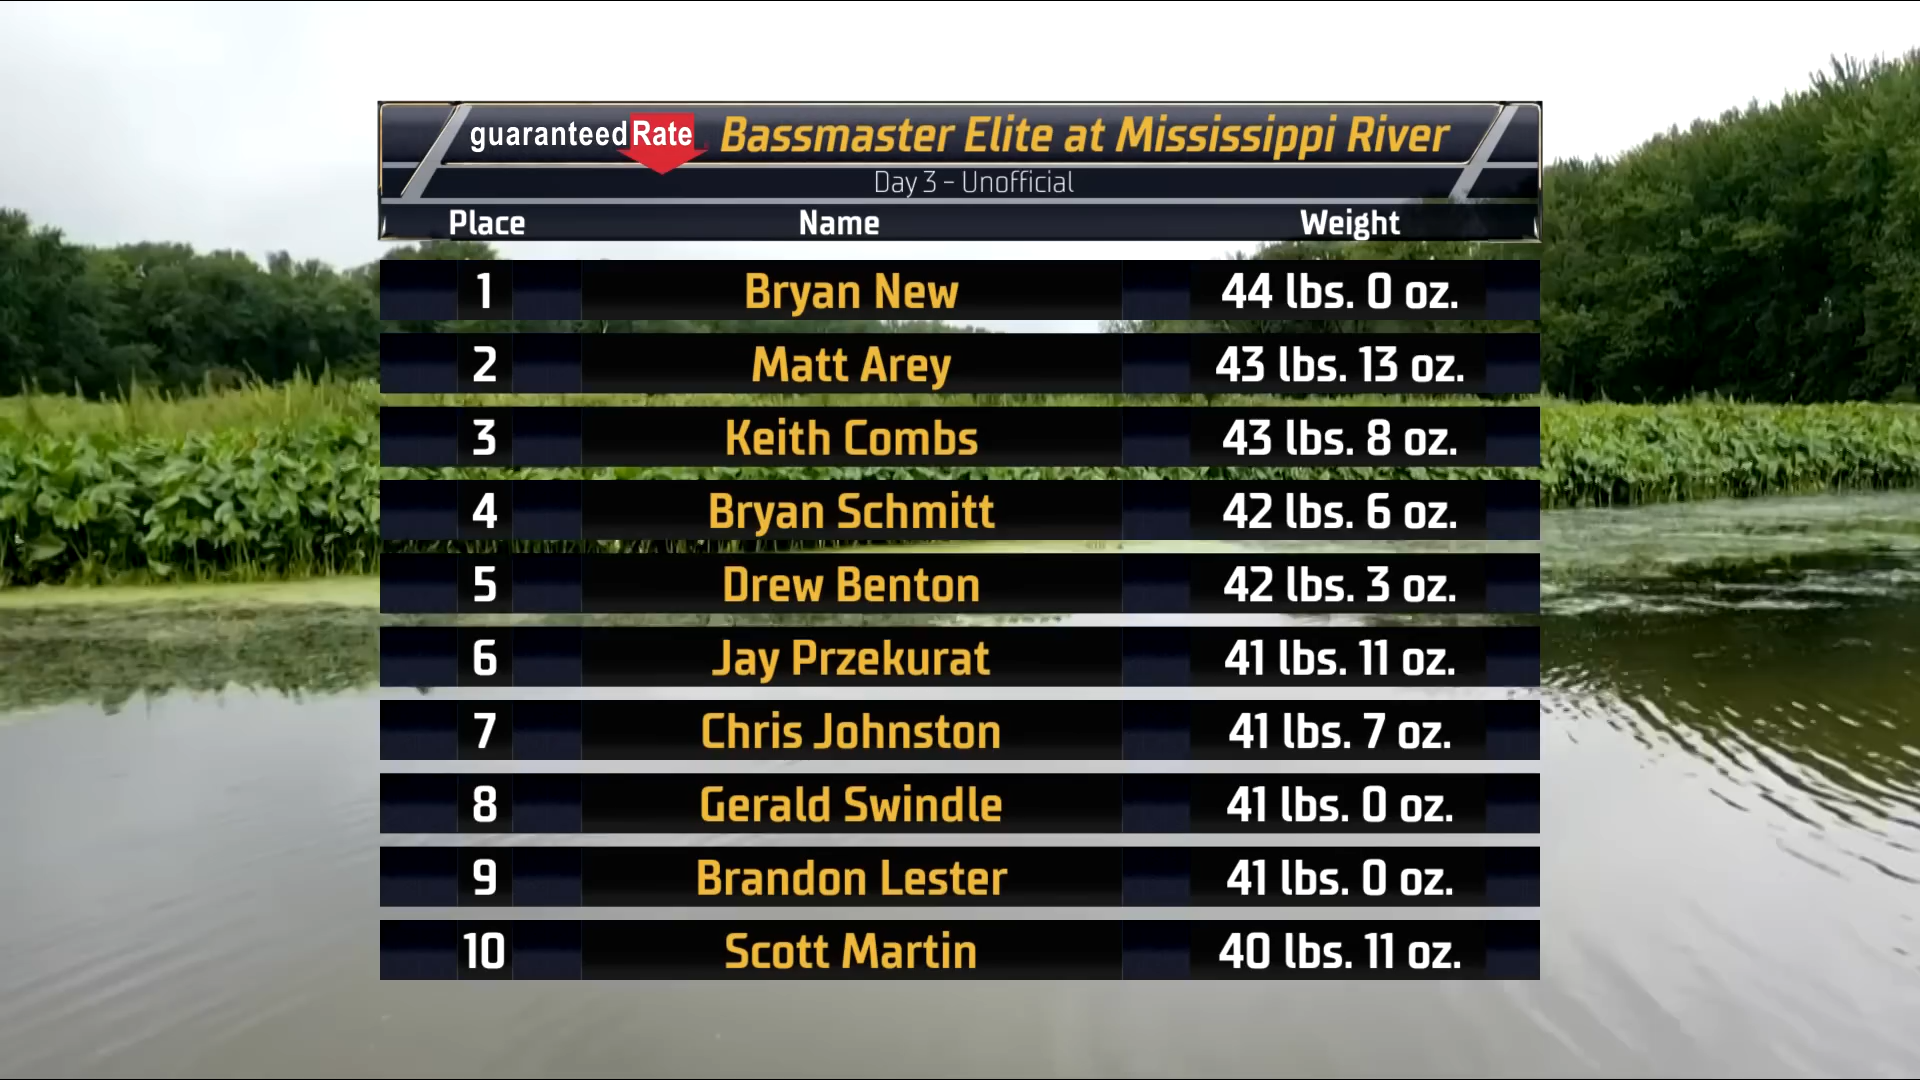 guaranteedRate Bassmaster Elite at Mississippi River
Day 3 - Unofficial
Place Name Weight
1 Bryan New 44 lbs. 0 oz.
2 Matt Arey 43 lbs. 13 oz.
3 Keith Combs 43 lbs. 8 oz.
4 Bryan Schmitt 42 lbs. 6 oz.
5 Drew Benton 42 lbs. 3 oz.
6 Jay Przekurat 41 lbs. 11 oz.
7 Chris Johnston 41 lbs. 7 oz.
8 Gerald Swindle 41 lbs. 0 oz.
9 Brandon Lester 41 lbs. 0 oz.
10 Scott Martin 40 lbs. 11 oz.